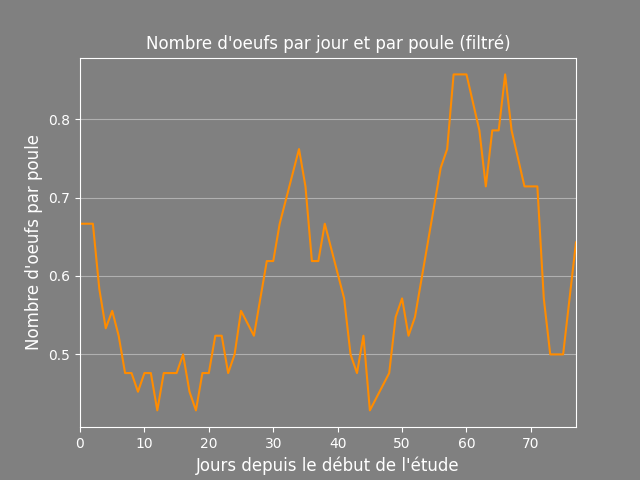 Nombre d'oeufs par jour et par poule (filtré)
Nombre d'oeufs par poule
0.8
0.7
0.6
0.5
0 10 20 30 40 50 60 70
Jours depuis le début de l'étude